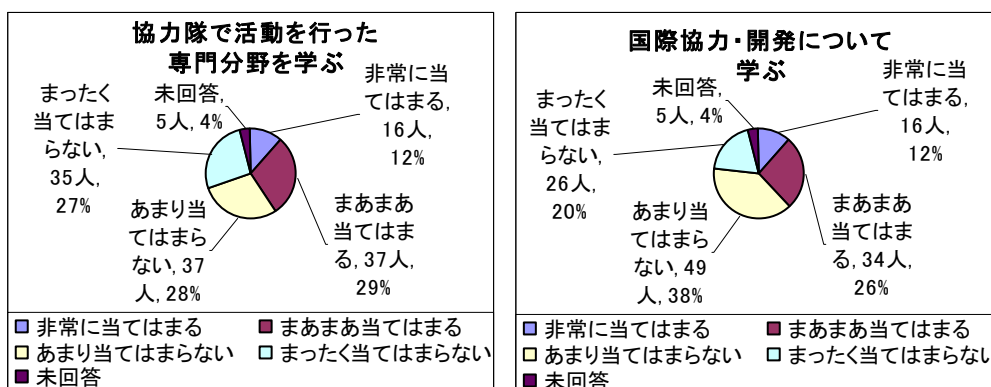 協力隊で活動を行った
専門分野を学ぶ
非常に当
てはまる,
16人,
12%
まあまあ
当てはま
る, 37人,
29%
あまり当
てはまら
ない, 37
人, 28%
まったく
当てはま
らない,
35人,
27%
未回答,
5人, 4%
非常に当てはまる
まあまあ当てはまる
あまり当てはまらない
まったく当てはまらない
未回答
国際協力・開発について
学ぶ
非常に当
てはまる,
16人,
12%
まあまあ
当てはま
る, 34人,
26%
あまり当
てはまら
ない, 49
人, 38%
まったく
当てはま
らない,
26人,
20%
未回答,
5人, 4%
非常に当てはまる
まあまあ当てはまる
あまり当てはまらない
まったく当てはまらない
未回答